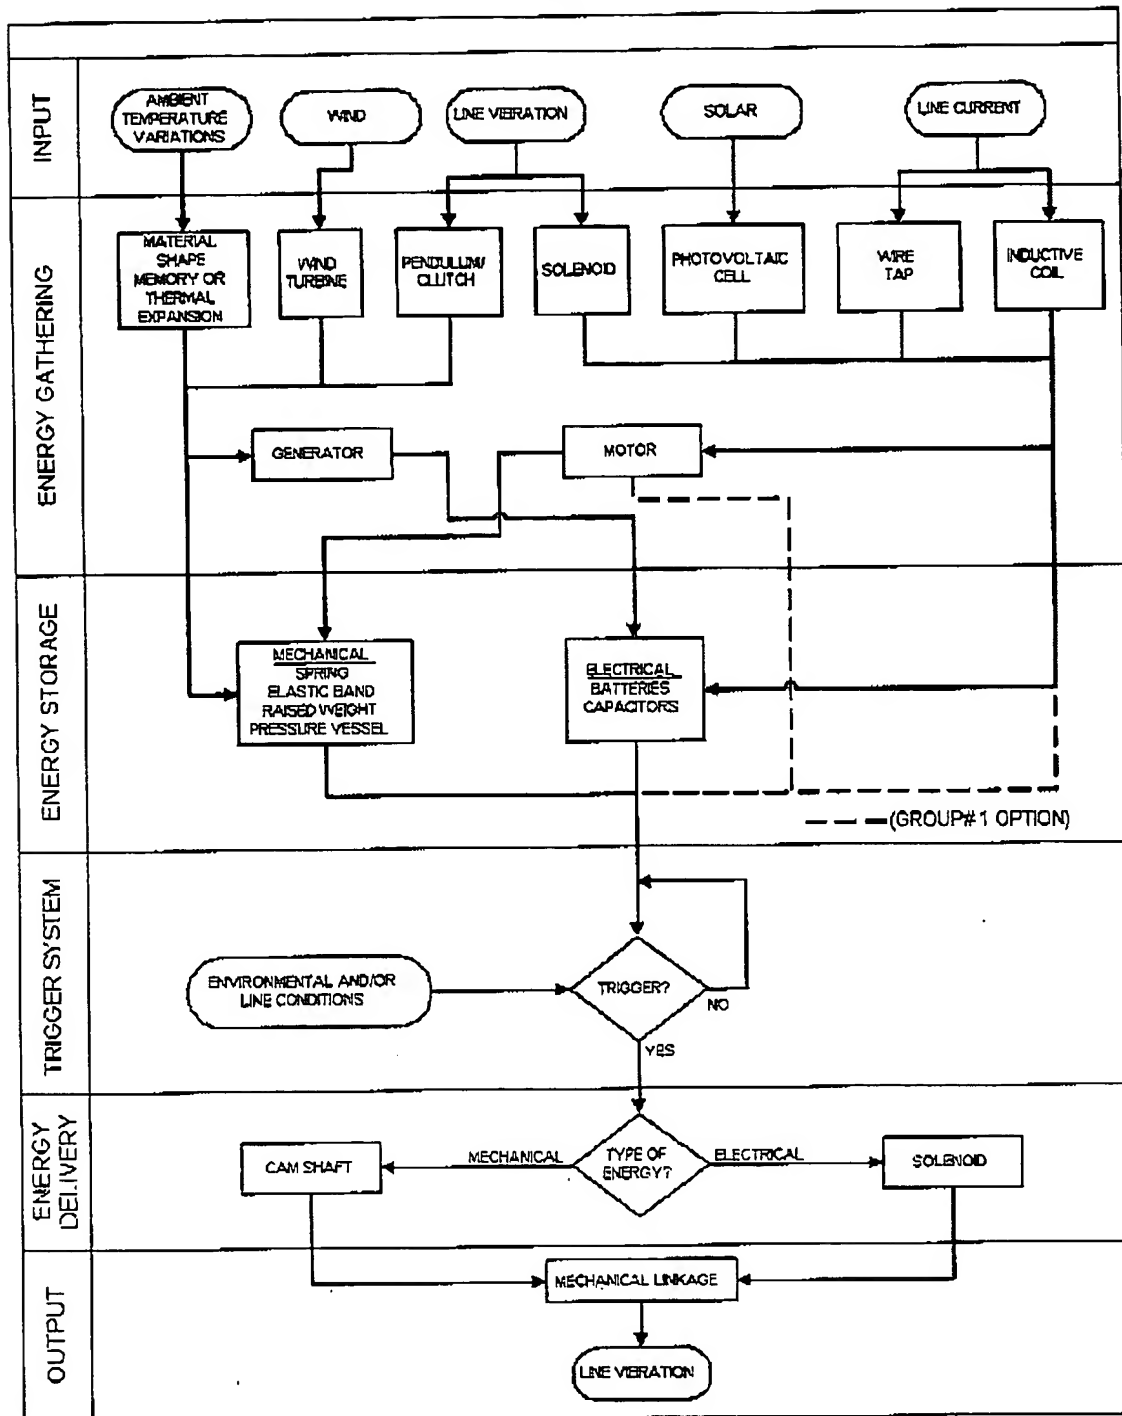 INPUT
AMBIENT
TEMPERATURE
VARIATIONS
WIND
LINE VIBRATION
SOLAR
LINE CURRENT
ENERGY GATHERING
MATERIAL
SHAPE
MEMORY OR
THERMAL
EXPANSION
WIND
TURBINE
PENDULUM/
CLUTCH
SOLENOID
PHOTOVOLTAIC
CELL
WIRE
TAP
INDUCTIVE
COIL
GENERATOR
MOTOR
ENERGY STORAGE
MECHANICAL
SPRING
ELASTIC BAND
RAISED WEIGHT
PRESSURE VESSEL
ELECTRICAL
BATTERIES
CAPACITORS
(GROUP#1 OPTION)
TRIGGER SYSTEM
ENVIRONMENTAL AND/OR
LINE CONDITIONS
TRIGGER?
NO
YES
ENERGY
DELIVERY
CAM SHAFT
MECHANICAL
TYPE OF
ENERGY?
ELECTRICAL
SOLENOID
OUTPUT
MECHANICAL LINKAGE
LINE VIBRATION